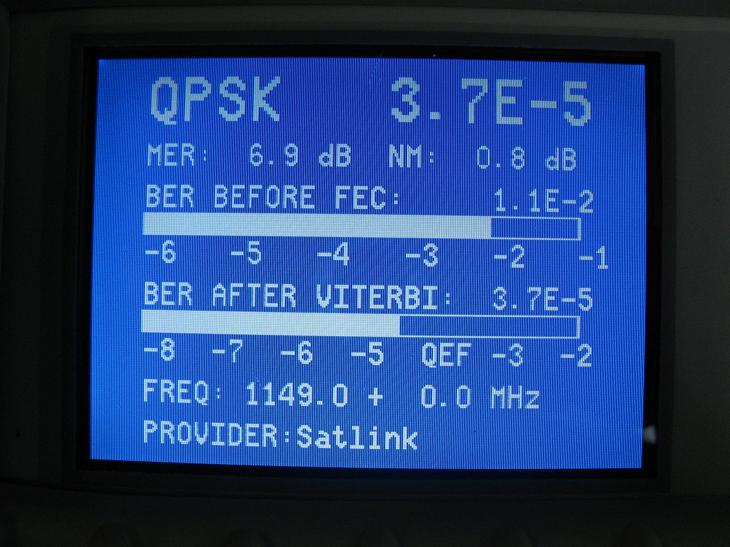 QPSK 3.7E-5
MER: 6.9 dB NM: 0.8 dB
BER BEFORE FEC: 1.1E-2
-6 -5 -4 -3 -2 -1
BER AFTER VITERBI: 3.7E-5
-8 -7 -6 -5 QEF -3 -2
FREQ: 1149.0 + 0.0 MHz
PROVIDER:Satlink